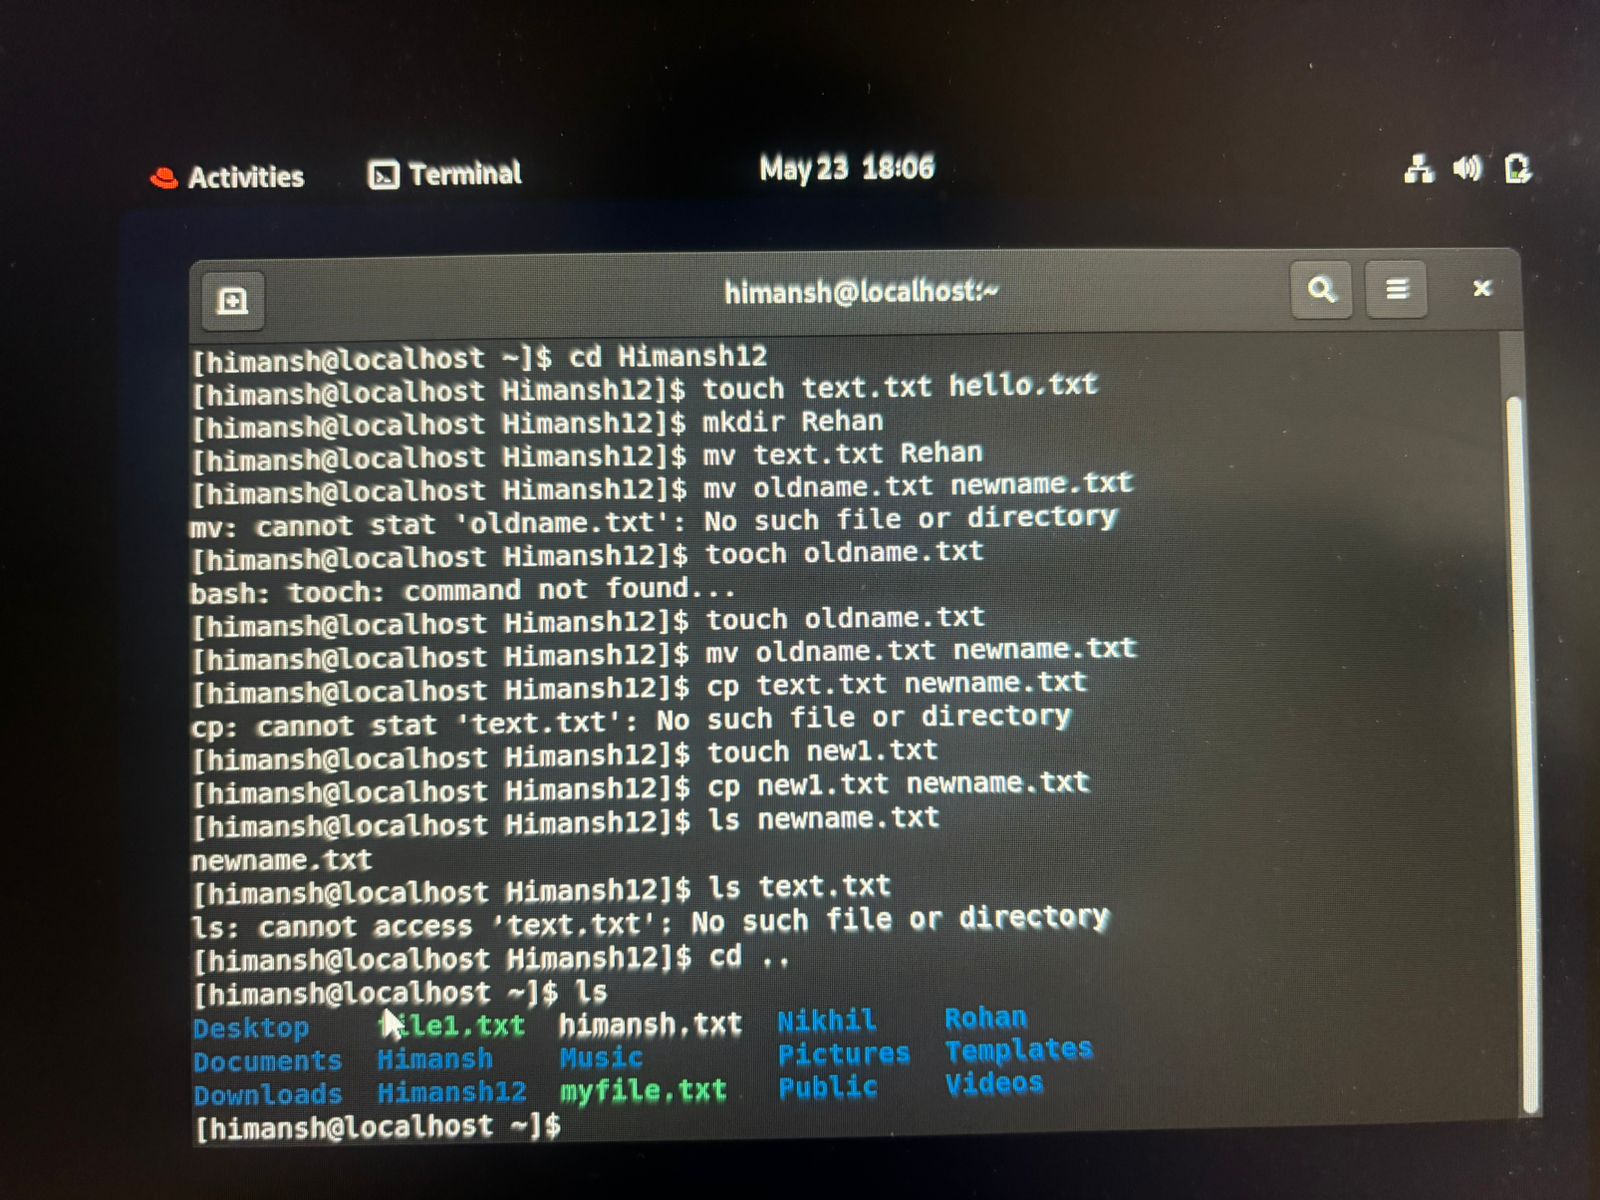 Activities Terminal May 23 18:06
himansh@localhost:~
[himansh@localhost ~]$ cd Himansh12
[himansh@localhost Himansh12]$ touch text.txt hello.txt
[himansh@localhost Himansh12]$ mkdir Rehan
[himansh@localhost Himansh12]$ mv text.txt Rehan
[himansh@localhost Himansh12]$ mv oldname.txt newname.txt
mv: cannot stat 'oldname.txt': No such file or directory
[himansh@localhost Himansh12]$ tooch oldname.txt
bash: tooch: command not found...
[himansh@localhost Himansh12]$ touch oldname.txt
[himansh@localhost Himansh12]$ mv oldname.txt newname.txt
[himansh@localhost Himansh12]$ cp text.txt newname.txt
cp: cannot stat 'text.txt': No such file or directory
[himansh@localhost Himansh12]$ touch new1.txt
[himansh@localhost Himansh12]$ cp new1.txt newname.txt
[himansh@localhost Himansh12]$ ls newname.txt
newname.txt
[himansh@localhost Himansh12]$ ls text.txt
ls: cannot access 'text.txt': No such file or directory
[himansh@localhost Himansh12]$ cd ..
[himansh@localhost ~]$ ls
Desktop file1.txt himansh.txt Nikhil Rohan
Documents Himansh Music Pictures Templates
Downloads Himansh12 myfile.txt Public Videos
[himansh@localhost ~]$